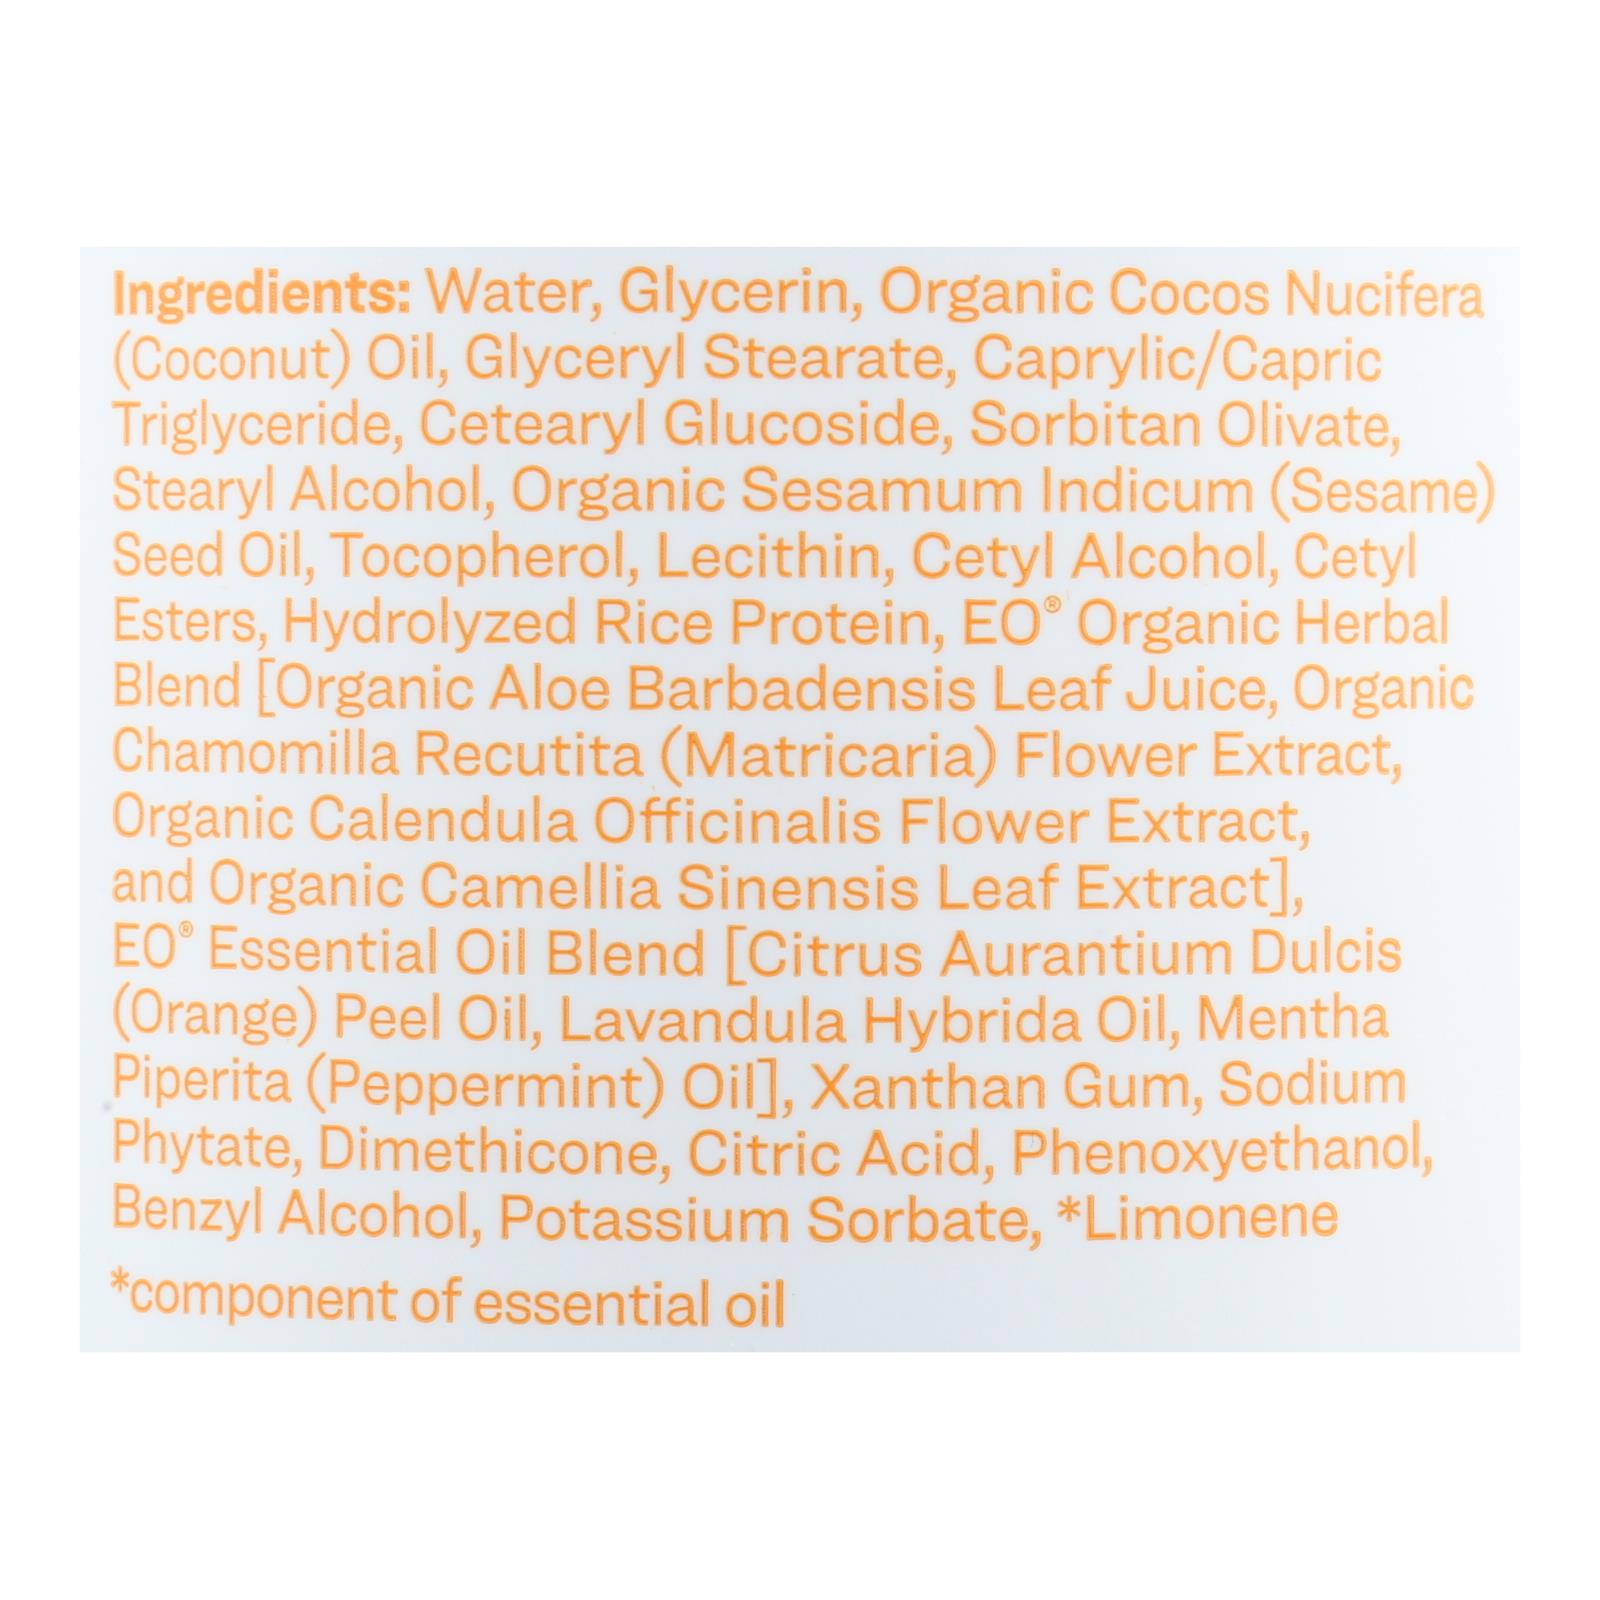 Ingredients: Water, Glycerin, Organic Cocos Nucifera
(Coconut) Oil, Glyceryl Stearate, Caprylic/Capric
Triglyceride, Cetearyl Glucoside, Sorbitan Olivate,
Stearyl Alcohol, Organic Sesamum Indicum (Sesame)
Seed Oil, Tocopherol, Lecithin, Cetyl Alcohol, Cetyl
Esters, Hydrolyzed Rice Protein, EO® Organic Herbal
Blend [Organic Aloe Barbadensis Leaf Juice, Organic
Chamomilla Recutita (Matricaria) Flower Extract,
Organic Calendula Officinalis Flower Extract,
and Organic Camellia Sinensis Leaf Extract],
EO® Essential Oil Blend [Citrus Aurantium Dulcis
(Orange) Peel Oil, Lavandula Hybrida Oil, Mentha
Piperita (Peppermint) Oil], Xanthan Gum, Sodium
Phytate, Dimethicone, Citric Acid, Phenoxyethanol,
Benzyl Alcohol, Potassium Sorbate, *Limonene
*component of essential oil